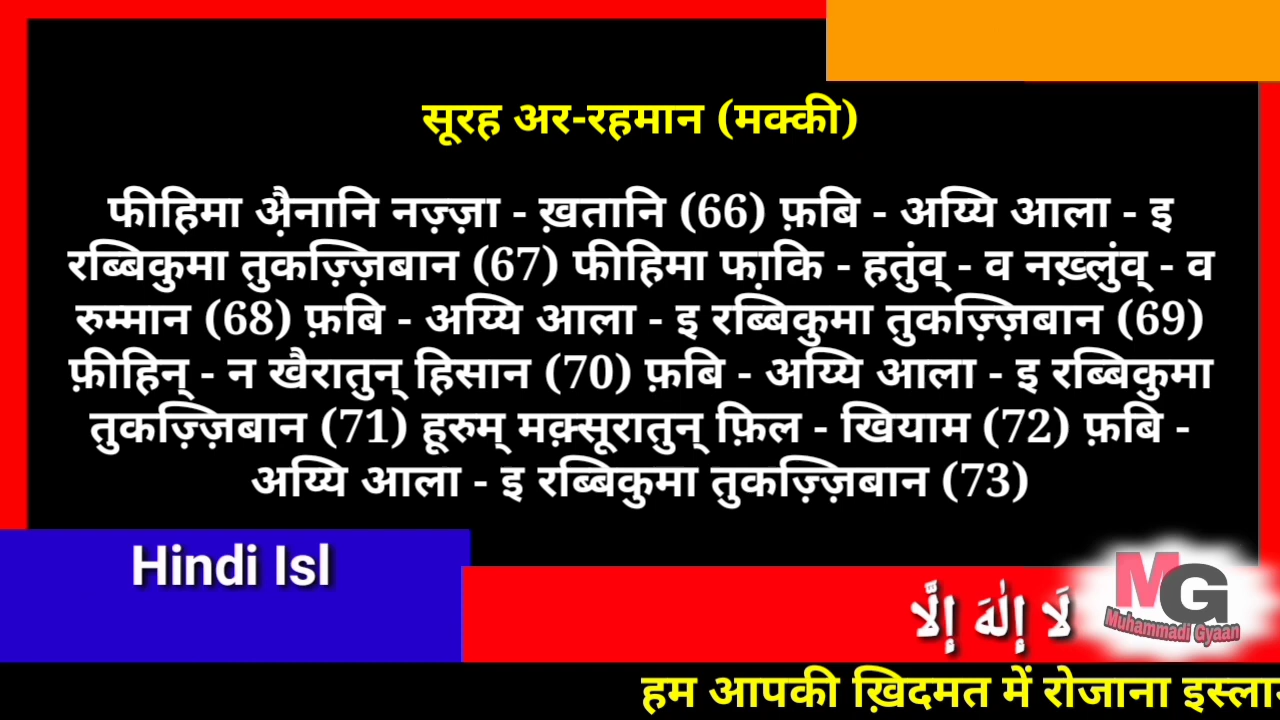 सूरह अर-रहमान (मक्की)
फीहिमा अै़नानि नज़्ज़ा - ख़तानि (66) फ़बि - अय्यि आला - इ
रब्बिकुमा तुकज़्ज़िबान (67) फीहिमा फा़कि - हतुंव् - व नख़्लुंव् - व
रुम्मान (68) फ़बि - अय्यि आला - इ रब्बिकुमा तुकज़्ज़िबान (69)
फ़ीहिन् - न खैरातुन् हिसान (70) फ़बि - अय्यि आला - इ रब्बिकुमा
तुकज़्ज़िबान (71) हूरुम् मक़्सूरातुन् फ़िल - खियाम (72) फ़बि -
अय्यि आला - इ रब्बिकुमा तुकज़्ज़िबान (73)
Hindi Isl
لَا إِلٰهَ إِلَّا
MG
Muhammadi Gyaan
हम आपकी ख़िदमत में रोजाना इस्ला